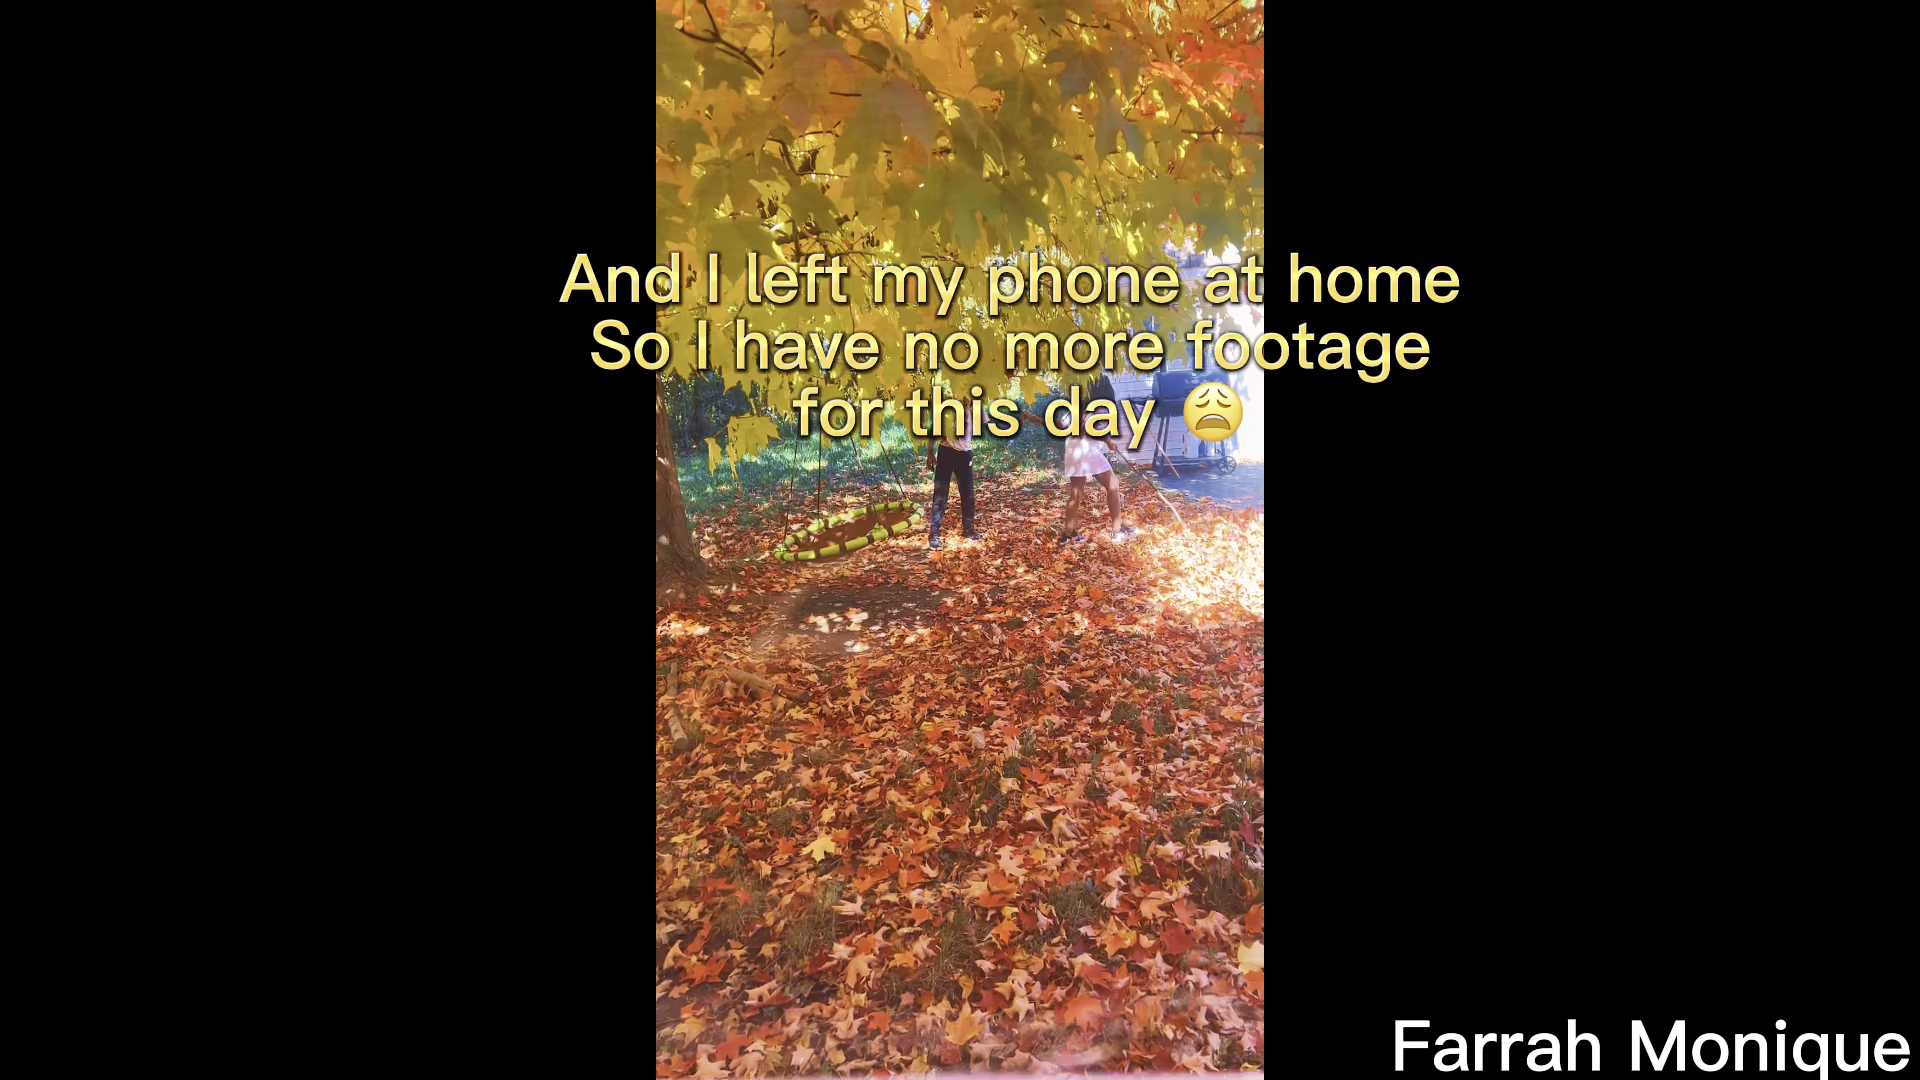 And I left my phone at home
So I have no more footage
for this day 😩
Farrah Monique